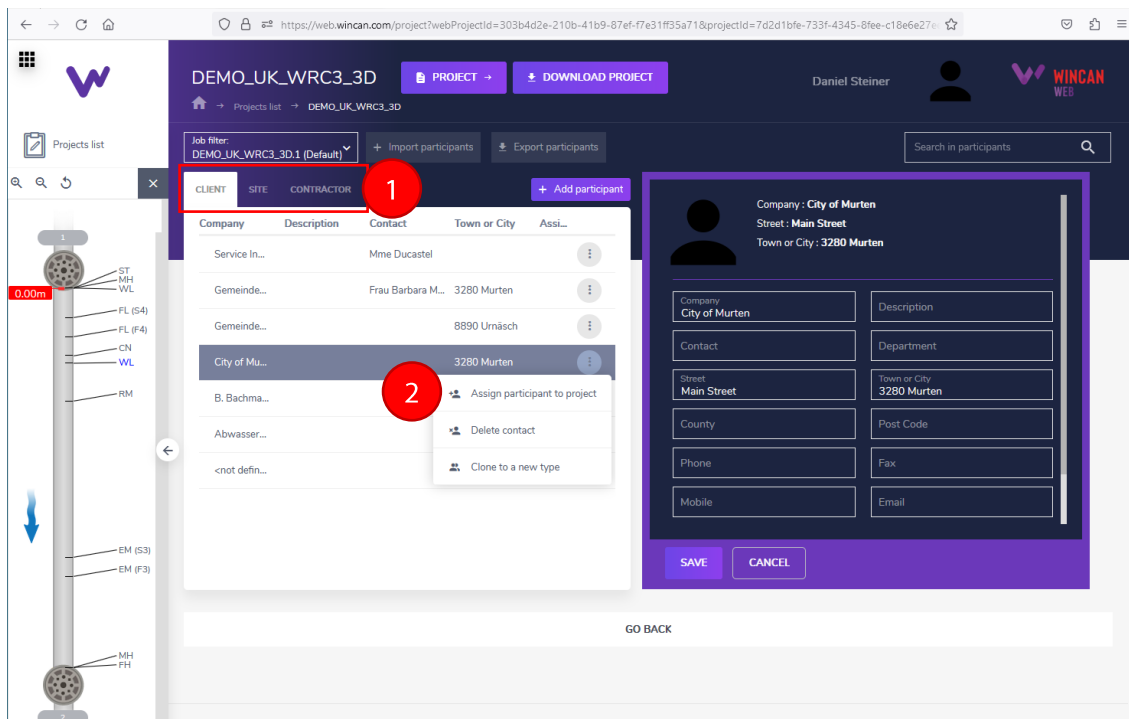 https://web.wincan.com/project?webProjectId=303b4d2e-210b-41b9-87ef-f7e31ff35a71&projectId=7d2d1bfe-733f-4345-8fee-c18e6e27e
DEMO_UK_WRC3_3D
PROJECT →
DOWNLOAD PROJECT
Daniel Steiner
WINCAN
WEB
→ Projects list → DEMO_UK_WRC3_3D
Projects list
Job filter:
DEMO_UK_WRC3_3D.1 (Default)
+ Import participants
Export participants
Search in participants
CLIENT SITE CONTRACTOR
1
+ Add participant
Company Description Contact Town or City Assi...
Service In... Mme Ducastel
Gemeinde... Frau Barbara M... 3280 Murten
Gemeinde... 8890 Urnäsch
City of Mu... 3280 Murten
B. Bachma...
Abwasser...
<not defin...
2
Assign participant to project
Delete contact
Clone to a new type
Company : City of Murten
Street : Main Street
Town or City : 3280 Murten
Company
City of Murten
Description
Contact
Department
Street
Main Street
Town or City
3280 Murten
County
Post Code
Phone
Fax
Mobile
Email
SAVE
CANCEL
GO BACK
1
ST
MH
WL
0.00m
FL (S4)
FL (F4)
CN
WL
RM
EM (S3)
EM (F3)
MH
FH
2